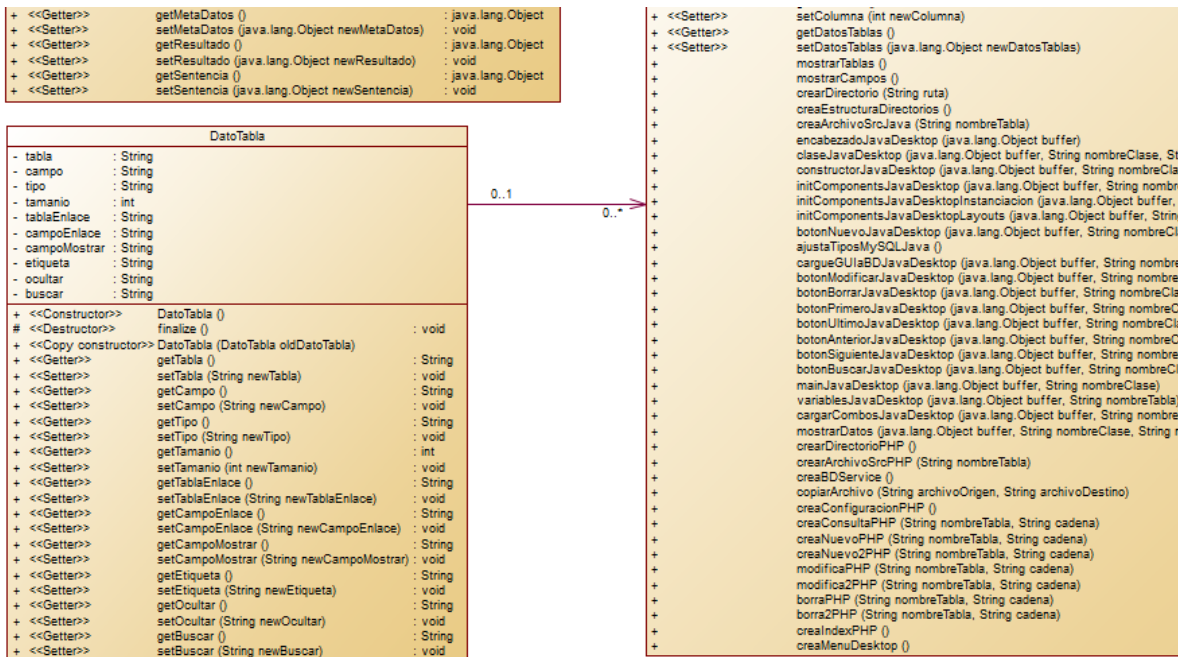 + <<Getter>> getMetaDatos () : java.lang.Object
+ <<Setter>> setMetaDatos (java.lang.Object newMetaDatos) : void
+ <<Getter>> getResultado () : java.lang.Object
+ <<Setter>> setResultado (java.lang.Object newResultado) : void
+ <<Getter>> getSentencia () : java.lang.Object
+ <<Setter>> setSentencia (java.lang.Object newSentencia) : void
DatoTabla
- tabla : String
- campo : String
- tipo : String
- tamanio : int
- tablaEnlace : String
- campoEnlace : String
- campoMostrar : String
- etiqueta : String
- ocultar : String
- buscar : String
+ <<Constructor>> DatoTabla ()
# <<Destructor>> finalize () : void
+ <<Copy constructor>> DatoTabla (DatoTabla oldDatoTabla)
+ <<Getter>> getTabla () : String
+ <<Setter>> setTabla (String newTabla) : void
+ <<Getter>> getCampo () : String
+ <<Setter>> setCampo (String newCampo) : void
+ <<Getter>> getTipo () : String
+ <<Setter>> setTipo (String newTipo) : void
+ <<Getter>> getTamanio () : int
+ <<Setter>> setTamanio (int newTamanio) : void
+ <<Getter>> getTablaEnlace () : String
+ <<Setter>> setTablaEnlace (String newTablaEnlace) : void
+ <<Getter>> getCampoEnlace () : String
+ <<Setter>> setCampoEnlace (String newCampoEnlace) : void
+ <<Getter>> getCampoMostrar () : String
+ <<Setter>> setCampoMostrar (String newCampoMostrar) : void
+ <<Getter>> getEtiqueta () : String
+ <<Setter>> setEtiqueta (String newEtiqueta) : void
+ <<Getter>> getOcultar () : String
+ <<Setter>> setOcultar (String newOcultar) : void
+ <<Getter>> getBuscar () : String
+ <<Setter>> setBuscar (String newBuscar) : void
0..1
0..*
+ <<Setter>> setColumna (int newColumna)
+ <<Getter>> getDatosTablas ()
+ <<Setter>> setDatosTablas (java.lang.Object newDatosTablas)
+ mostrarTablas ()
+ mostrarCampos ()
+ crearDirectorio (String ruta)
+ creaEstructuraDirectorios ()
+ creaArchivoSrcJava (String nombreTabla)
+ encabezadoJavaDesktop (java.lang.Object buffer)
+ claseJavaDesktop (java.lang.Object buffer, String nombreClase, St
+ constructorJavaDesktop (java.lang.Object buffer, String nombreCla
+ initComponentsJavaDesktop (java.lang.Object buffer, String nombre
+ initComponentsJavaDesktopInstanciacion (java.lang.Object buffer,
+ initComponentsJavaDesktopLayouts (java.lang.Object buffer, String
+ botonNuevoJavaDesktop (java.lang.Object buffer, String nombreCl
+ ajustaTiposMySQLJava ()
+ cargueGUIaBDJavaDesktop (java.lang.Object buffer, String nombre
+ botonModificarJavaDesktop (java.lang.Object buffer, String nombre
+ botonBorrarJavaDesktop (java.lang.Object buffer, String nombreCla
+ botonPrimeroJavaDesktop (java.lang.Object buffer, String nombreC
+ botonUltimoJavaDesktop (java.lang.Object buffer, String nombreCl
+ botonAnteriorJavaDesktop (java.lang.Object buffer, String nombreC
+ botonSiguienteJavaDesktop (java.lang.Object buffer, String nombre
+ botonBuscarJavaDesktop (java.lang.Object buffer, String nombreCl
+ mainJavaDesktop (java.lang.Object buffer, String nombreClase)
+ variablesJavaDesktop (java.lang.Object buffer, String nombreTabla)
+ cargarCombosJavaDesktop (java.lang.Object buffer, String nombre
+ mostrarDatos (java.lang.Object buffer, String nombreClase, String n
+ crearDirectorioPHP ()
+ crearArchivoSrcPHP (String nombreTabla)
+ creaBDService ()
+ copiarArchivo (String archivoOrigen, String archivoDestino)
+ creaConfiguracionPHP ()
+ creaConsultaPHP (String nombreTabla, String cadena)
+ creaNuevoPHP (String nombreTabla, String cadena)
+ creaNuevo2PHP (String nombreTabla, String cadena)
+ modificaPHP (String nombreTabla, String cadena)
+ modifica2PHP (String nombreTabla, String cadena)
+ borraPHP (String nombreTabla, String cadena)
+ borra2PHP (String nombreTabla, String cadena)
+ creaIndexPHP ()
+ creaMenuDesktop ()